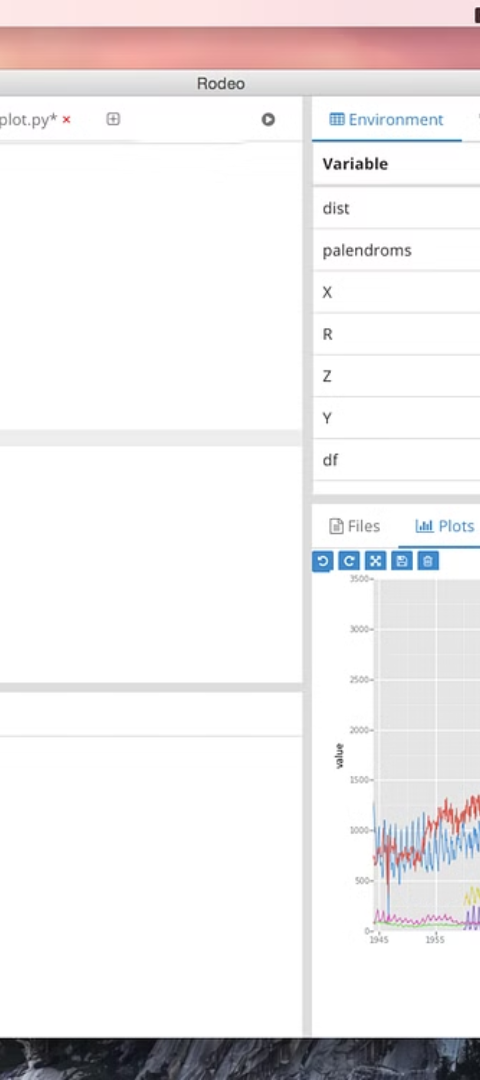 Rodeo
plot.py* ×
Environment
Variable
dist
palendroms
X
R
Z
Y
df
Files
Plots
3500
3000
2500
2000
1500
1000
500
0
value
1945
1955